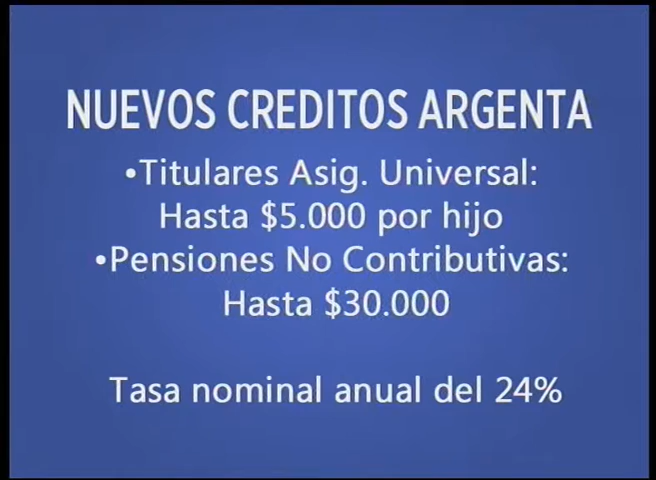 NUEVOS CREDITOS ARGENTA
•Titulares Asig. Universal:
Hasta $5.000 por hijo
•Pensiones No Contributivas:
Hasta $30.000
Tasa nominal anual del 24%